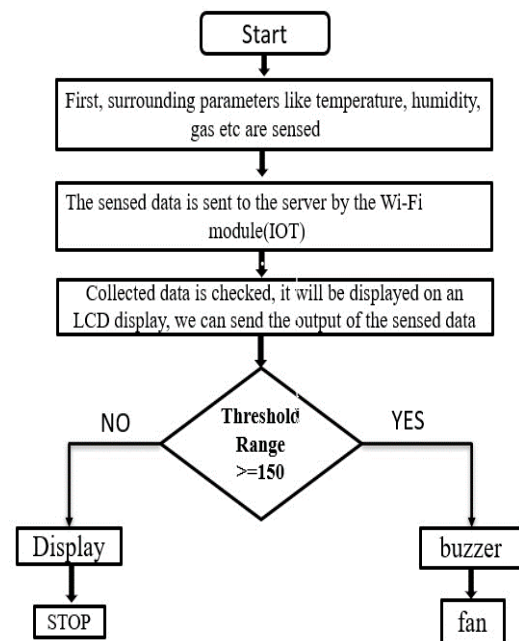 Start
First, surrounding parameters like temperature, humidity,
gas etc are sensed
The sensed data is sent to the server by the Wi-Fi
module(IOT)
Collected data is checked, it will be displayed on an
LCD display, we can send the output of the sensed data
Threshold
Range
>=150
NO
YES
Display
buzzer
STOP
fan